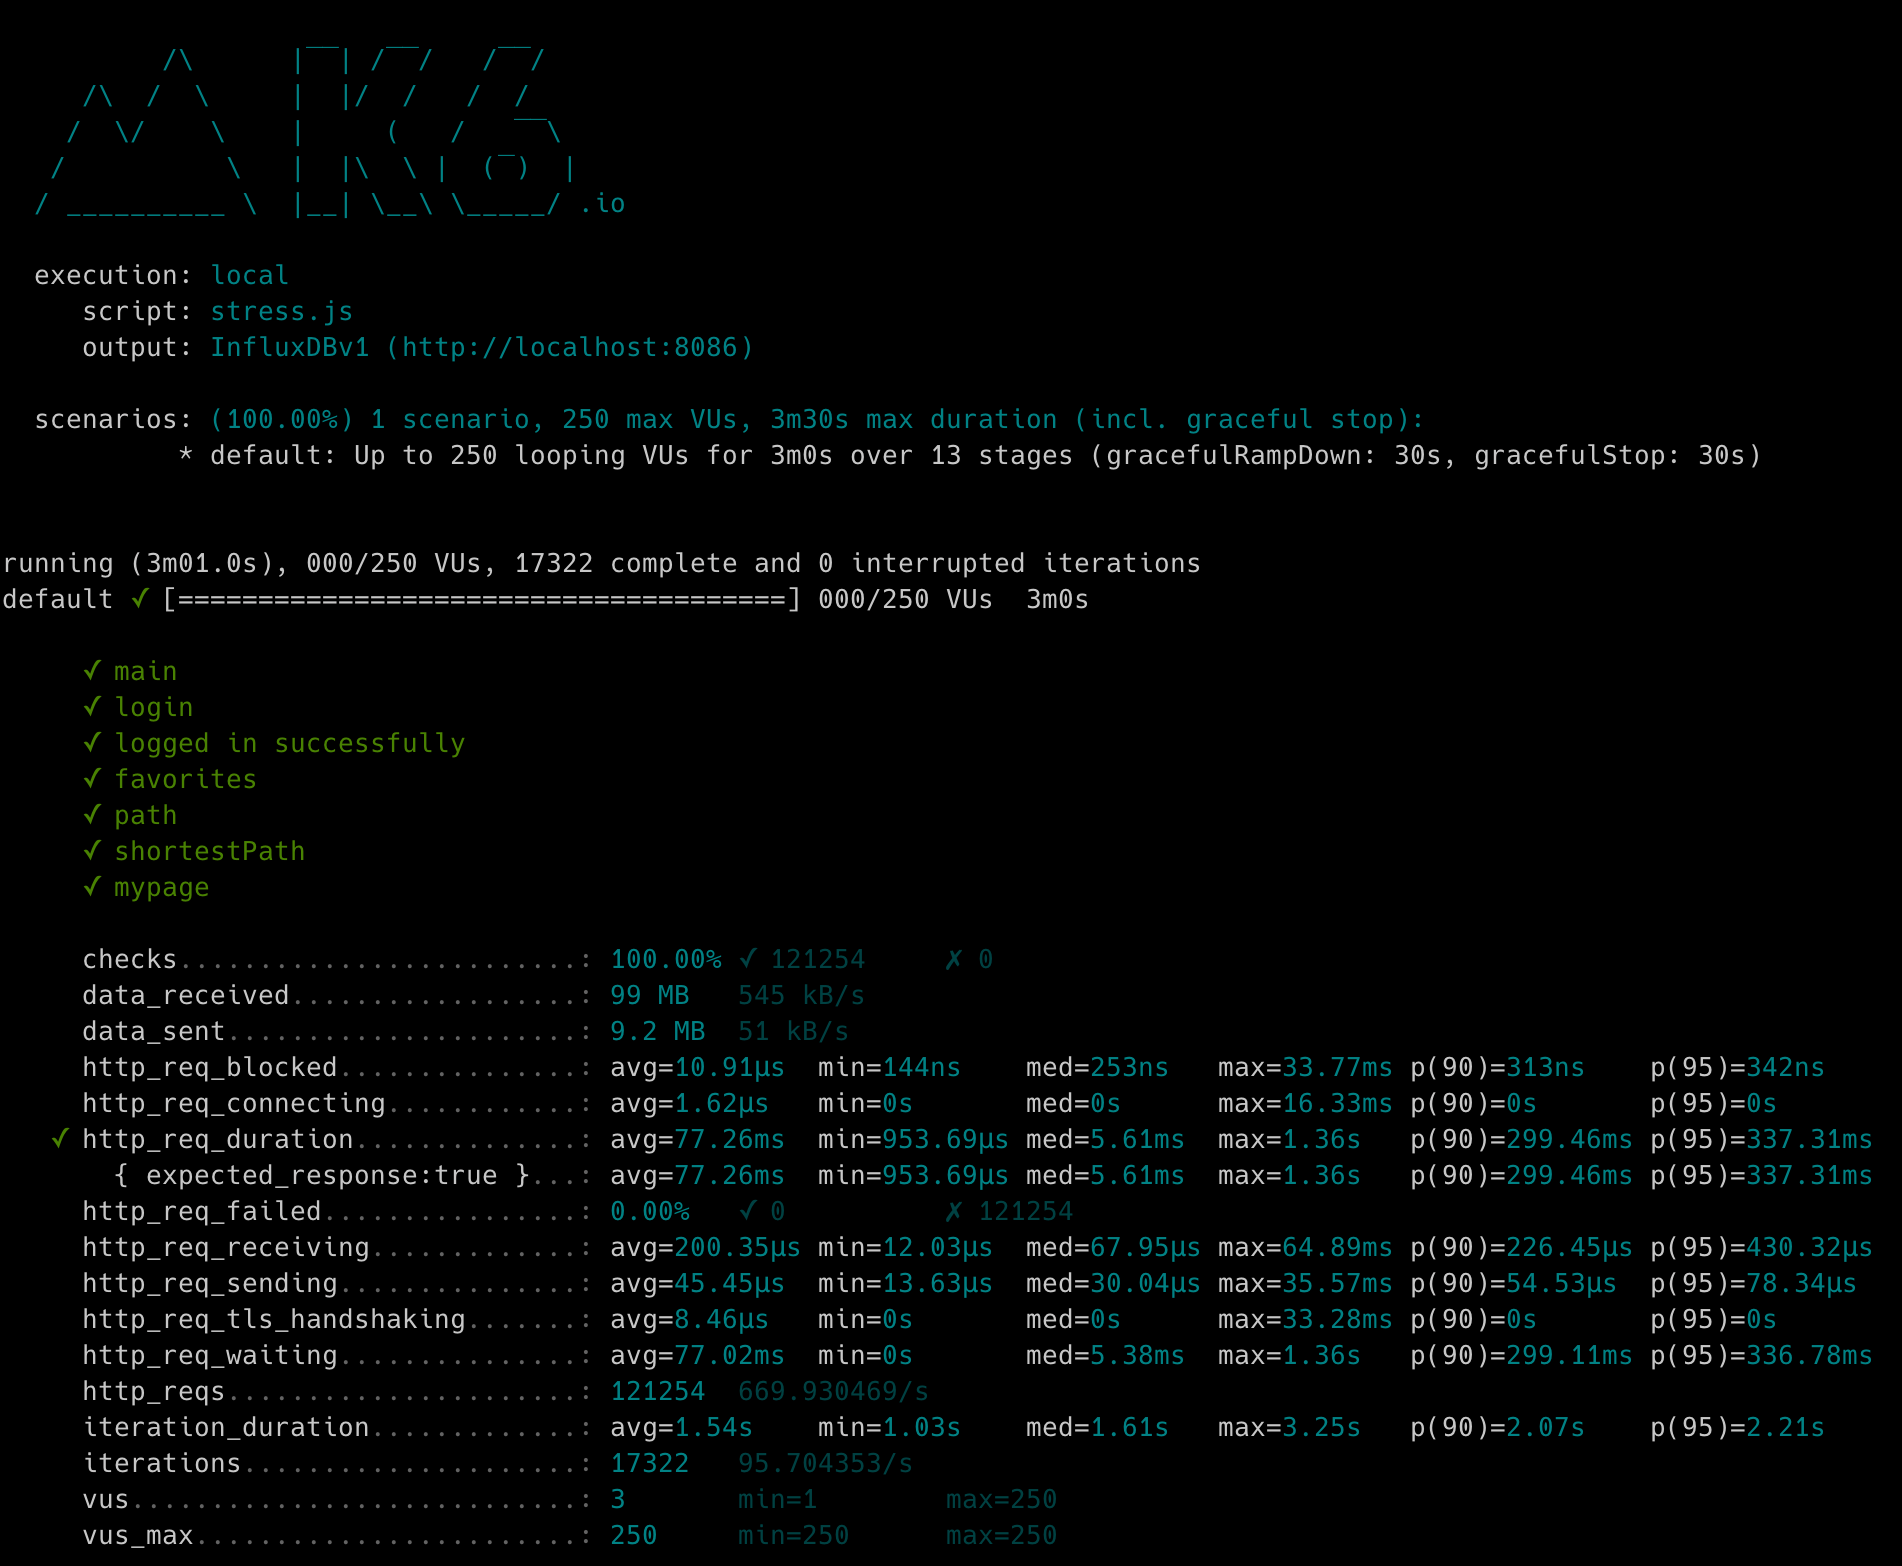 /\      |‾‾| /‾‾/   /‾‾/
     /\  /  \     |  |/  /   /  /
    /  \/    \    |     (   /   ‾‾\
   /          \   |  |\  \ |  (‾)  |
  / __________ \  |__| \__\ \_____/ .io
execution: local
script: stress.js
output: InfluxDBv1 (http://localhost:8086)
scenarios: (100.00%) 1 scenario, 250 max VUs, 3m30s max duration (incl. graceful stop):
* default: Up to 250 looping VUs for 3m0s over 13 stages (gracefulRampDown: 30s, gracefulStop: 30s)
running (3m01.0s), 000/250 VUs, 17322 complete and 0 interrupted iterations
default ✓ [======================================] 000/250 VUs  3m0s
✓ main
✓ login
✓ logged in successfully
✓ favorites
✓ path
✓ shortestPath
✓ mypage
checks.........................: 100.00% ✓ 121254     ✗ 0
data_received..................: 99 MB   545 kB/s
data_sent......................: 9.2 MB  51 kB/s
http_req_blocked...............: avg=10.91µs  min=144ns    med=253ns   max=33.77ms p(90)=313ns    p(95)=342ns
http_req_connecting............: avg=1.62µs   min=0s       med=0s      max=16.33ms p(90)=0s       p(95)=0s
✓ http_req_duration..............: avg=77.26ms  min=953.69µs med=5.61ms  max=1.36s   p(90)=299.46ms p(95)=337.31ms
{ expected_response:true }...: avg=77.26ms  min=953.69µs med=5.61ms  max=1.36s   p(90)=299.46ms p(95)=337.31ms
http_req_failed................: 0.00%   ✓ 0          ✗ 121254
http_req_receiving.............: avg=200.35µs min=12.03µs  med=67.95µs max=64.89ms p(90)=226.45µs p(95)=430.32µs
http_req_sending...............: avg=45.45µs  min=13.63µs  med=30.04µs max=35.57ms p(90)=54.53µs  p(95)=78.34µs
http_req_tls_handshaking.......: avg=8.46µs   min=0s       med=0s      max=33.28ms p(90)=0s       p(95)=0s
http_req_waiting...............: avg=77.02ms  min=0s       med=5.38ms  max=1.36s   p(90)=299.11ms p(95)=336.78ms
http_reqs......................: 121254  669.930469/s
iteration_duration.............: avg=1.54s    min=1.03s    med=1.61s   max=3.25s   p(90)=2.07s    p(95)=2.21s
iterations.....................: 17322   95.704353/s
vus............................: 3       min=1        max=250
vus_max........................: 250     min=250      max=250